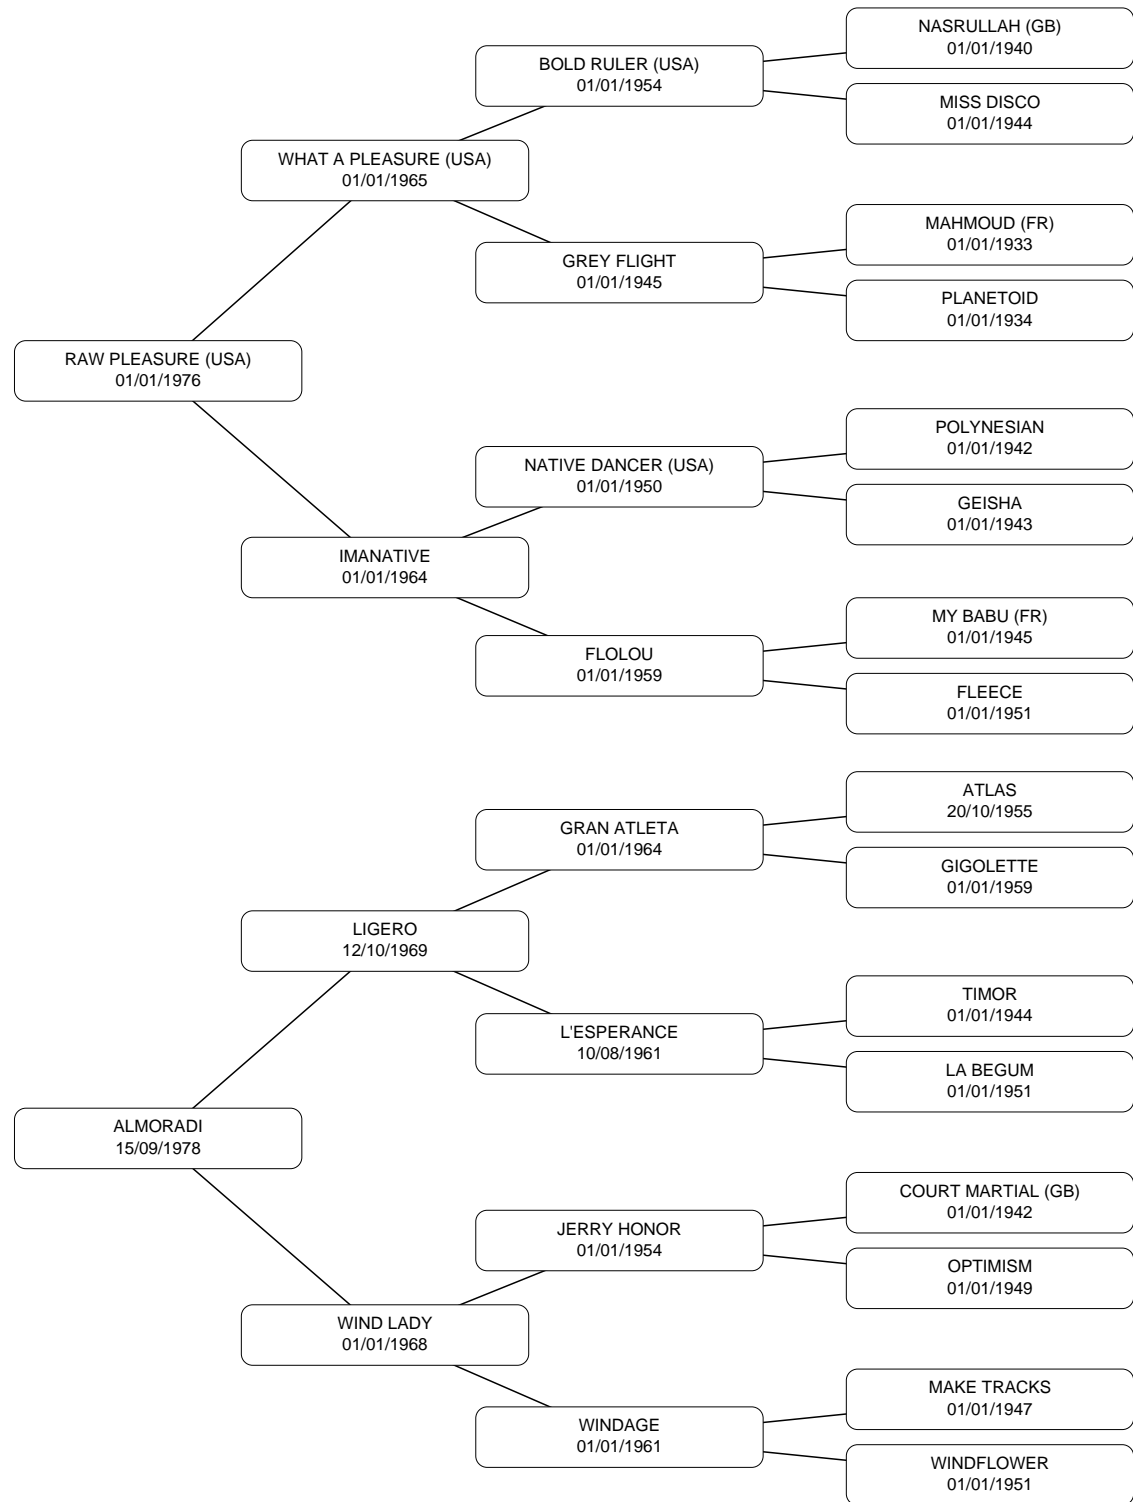 NASRULLAH (GB)
01/01/1940
BOLD RULER (USA)
01/01/1954
MISS DISCO
01/01/1944
WHAT A PLEASURE (USA)
01/01/1965
MAHMOUD (FR)
01/01/1933
GREY FLIGHT
01/01/1945
PLANETOID
01/01/1934
RAW PLEASURE (USA)
01/01/1976
POLYNESIAN
01/01/1942
NATIVE DANCER (USA)
01/01/1950
GEISHA
01/01/1943
IMANATIVE
01/01/1964
MY BABU (FR)
01/01/1945
FLOLOU
01/01/1959
FLEECE
01/01/1951
ATLAS
20/10/1955
GRAN ATLETA
01/01/1964
GIGOLETTE
01/01/1959
LIGERO
12/10/1969
TIMOR
01/01/1944
L'ESPERANCE
10/08/1961
LA BEGUM
01/01/1951
ALMORADI
15/09/1978
COURT MARTIAL (GB)
01/01/1942
JERRY HONOR
01/01/1954
OPTIMISM
01/01/1949
WIND LADY
01/01/1968
MAKE TRACKS
01/01/1947
WINDAGE
01/01/1961
WINDFLOWER
01/01/1951